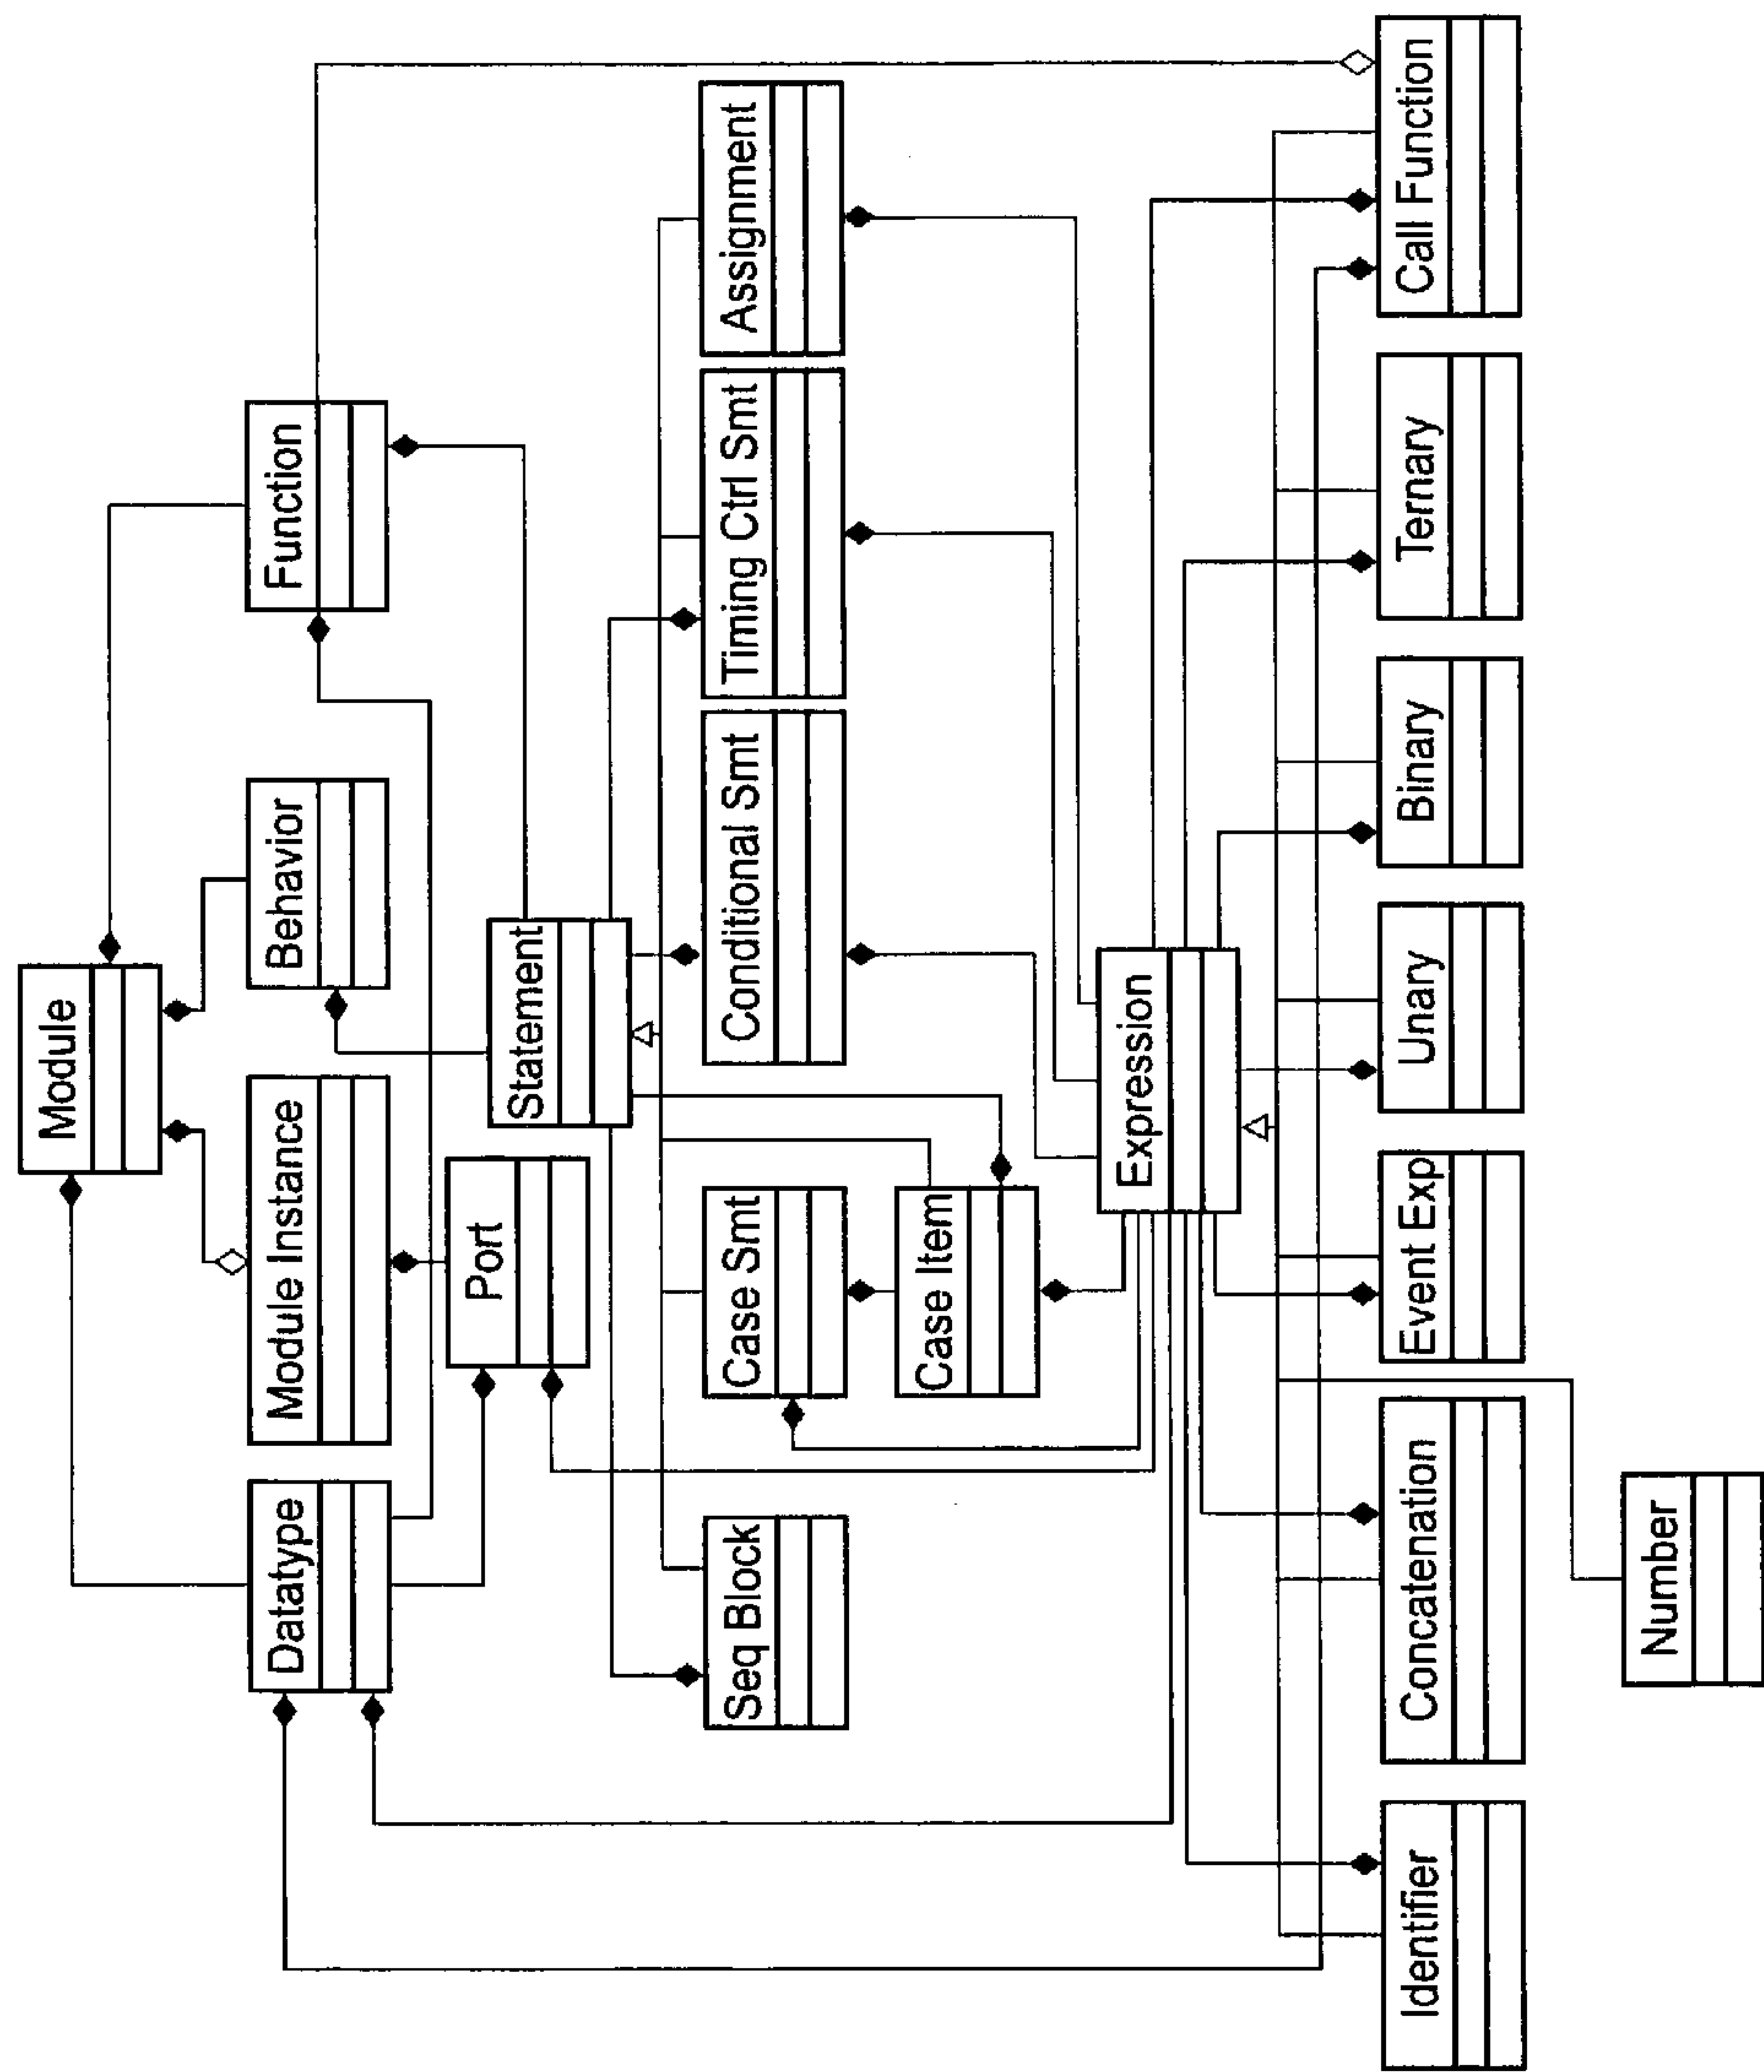 Module
Datatype
Module Instance
Behavior
Function
Port
Statement
Seq Block
Case Smt
Conditional Smt
Timing Ctrl Smt
Assignment
Case Item
Expression
Identifier
Concatenation
Event Exp
Unary
Binary
Ternary
Call Function
Number